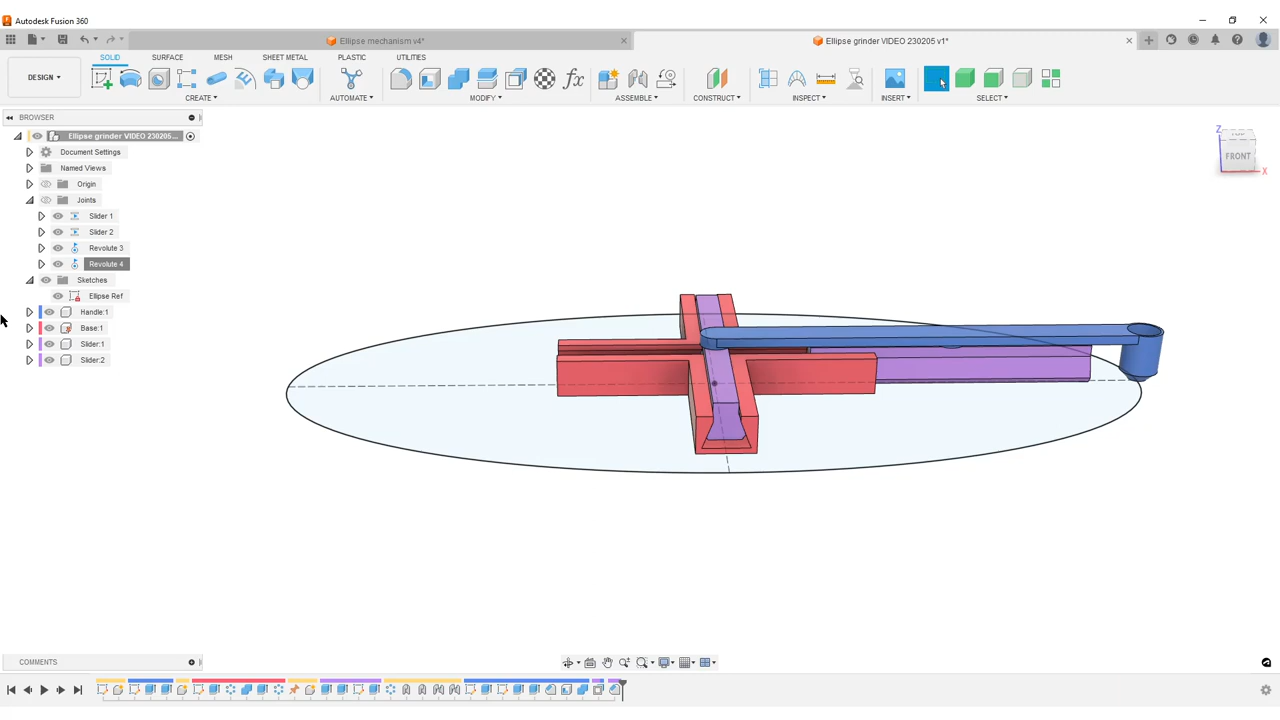 Autodesk Fusion 360
Ellipse mechanism v4*
Ellipse grinder VIDEO 230205 v1*
DESIGN
SOLID
SURFACE
MESH
SHEET METAL
PLASTIC
UTILITIES
CREATE
AUTOMATE
MODIFY
fx
ASSEMBLE
CONSTRUCT
INSPECT
INSERT
SELECT
BROWSER
Ellipse grinder VIDEO 230205...
Document Settings
Named Views
Origin
Joints
Slider 1
Slider 2
Revolute 3
Revolute 4
Sketches
Ellipse Ref
Handle:1
Base:1
Slider:1
Slider:2
Z
TOP
FRONT
X
COMMENTS